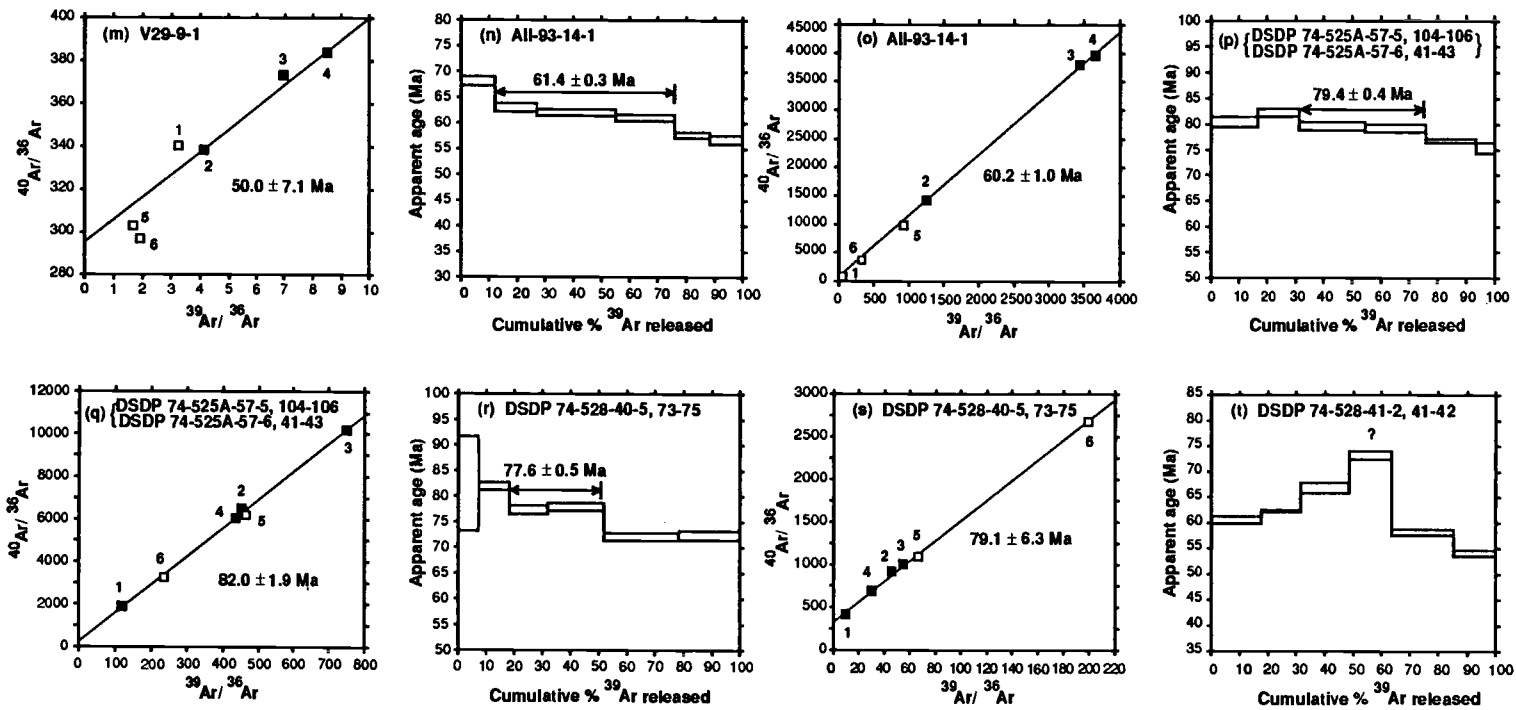 (m) V29-9-1
400
380
360
340
320
300
280
40Ar/ 36Ar
3
4
1
2
5
6
50.0 ± 7.1 Ma
0 1 2 3 4 5 6 7 8 9 10
39Ar/ 36Ar
(n) AII-93-14-1
80
75
70
65
60
55
50
45
40
35
30
Apparent age (Ma)
61.4 ± 0.3 Ma
0 10 20 30 40 50 60 70 80 90 100
Cumulative % 39Ar released
(o) AII-93-14-1
45000
40000
35000
30000
25000
20000
15000
10000
5000
0
40Ar/ 36Ar
4
3
2
5
6
1
60.2 ± 1.0 Ma
0 500 1000 1500 2000 2500 3000 3500 4000
39Ar/ 36Ar
(p) {DSDP 74-525A-57-5, 104-106
DSDP 74-525A-57-6, 41-43}
100
95
90
85
80
75
70
65
60
55
50
Apparent age (Ma)
79.4 ± 0.4 Ma
0 10 20 30 40 50 60 70 80 90 100
Cumulative % 39Ar released
(q) {DSDP 74-525A-57-5, 104-106
DSDP 74-525A-57-6, 41-43
12000
10000
8000
6000
4000
2000
0
40Ar/ 36Ar
3
2
4
5
6
1
82.0 ± 1.9 Ma
0 100 200 300 400 500 600 700 800
39Ar/ 36Ar
(r) DSDP 74-528-40-5, 73-75
100
95
90
85
80
75
70
65
60
55
50
Apparent age (Ma)
77.6 ± 0.5 Ma
0 10 20 30 40 50 60 70 80 90 100
Cumulative % 39Ar released
(s) DSDP 74-528-40-5, 73-75
3000
2500
2000
1500
1000
500
0
40Ar/ 36Ar
6
5
3
2
4
1
79.1 ± 6.3 Ma
0 20 40 60 80 100 120 140 160 180 200 220
39Ar/ 36Ar
(t) DSDP 74-528-41-2, 41-42
85
80
75
70
65
60
55
50
45
40
35
Apparent age (Ma)
?
0 10 20 30 40 50 60 70 80 90 100
Cumulative % 39Ar released